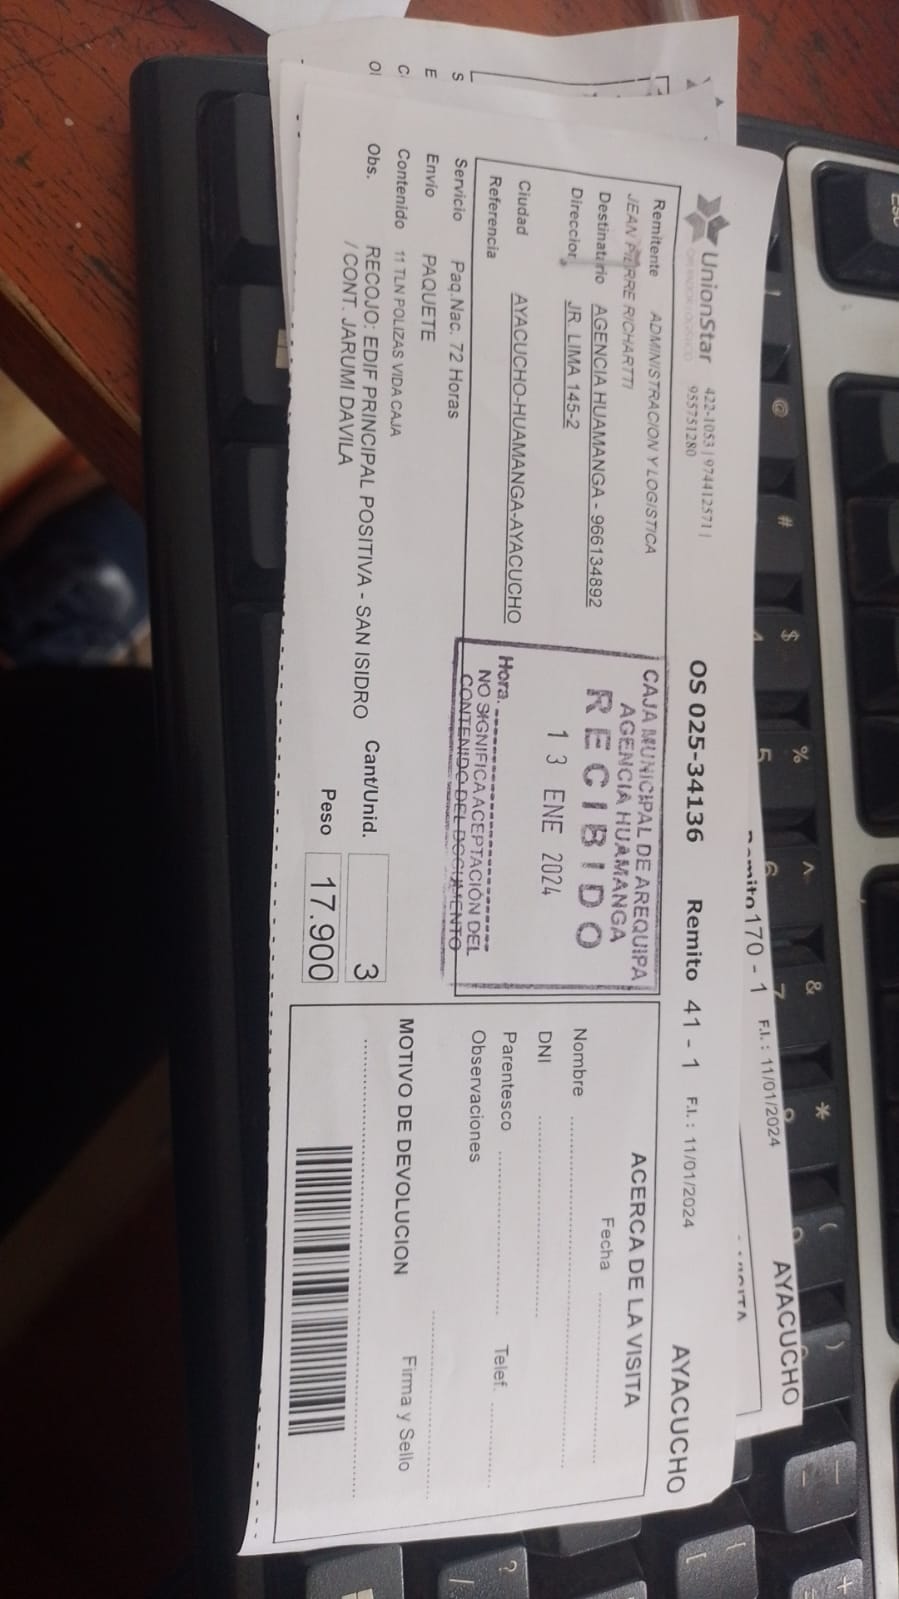 UnionStar 422-1053 | 974412571 |
OPERADOR LOGISTICO 955751280
OS 025-34136 Remito 41 - 1 F.I. : 11/01/2024 AYACUCHO
Remitente ADMINISTRACION Y LOGISTICA
JEAN PIERRE RICHARTTI
Destinatario AGENCIA HUAMANGA - 966134892
Direccion JR. LIMA 145-2
Ciudad AYACUCHO-HUAMANGA-AYACUCHO
Referencia
Servicio Paq.Nac. 72 Horas
Envío PAQUETE
Contenido 11 TLN POLIZAS VIDA CAJA
Obs. RECOJO: EDIF PRINCIPAL POSITIVA - SAN ISIDRO
/ CONT. JARUMI DAVILA
Cant/Unid. 3
Peso 17.900
CAJA MUNICIPAL DE AREQUIPA
AGENCIA HUAMANGA
RECIBIDO
13 ENE 2024
Hora.
NO SIGNIFICA ACEPTACIÓN DEL
CONTENIDO DEL DOCUMENTO
ACERCA DE LA VISITA
Fecha
Nombre
DNI
Parentesco Telef.
Observaciones
MOTIVO DE DEVOLUCION Firma y Sello
Remito 170 - 1 F.I. : 11/01/2024 AYACUCHO
VISITA